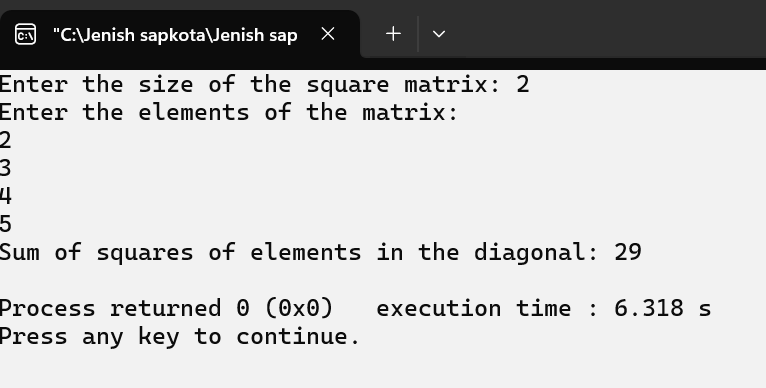 "C:\Jenish sapkota\Jenish sap
Enter the size of the square matrix: 2
Enter the elements of the matrix:
2
3
4
5
Sum of squares of elements in the diagonal: 29
Process returned 0 (0x0)   execution time : 6.318 s
Press any key to continue.